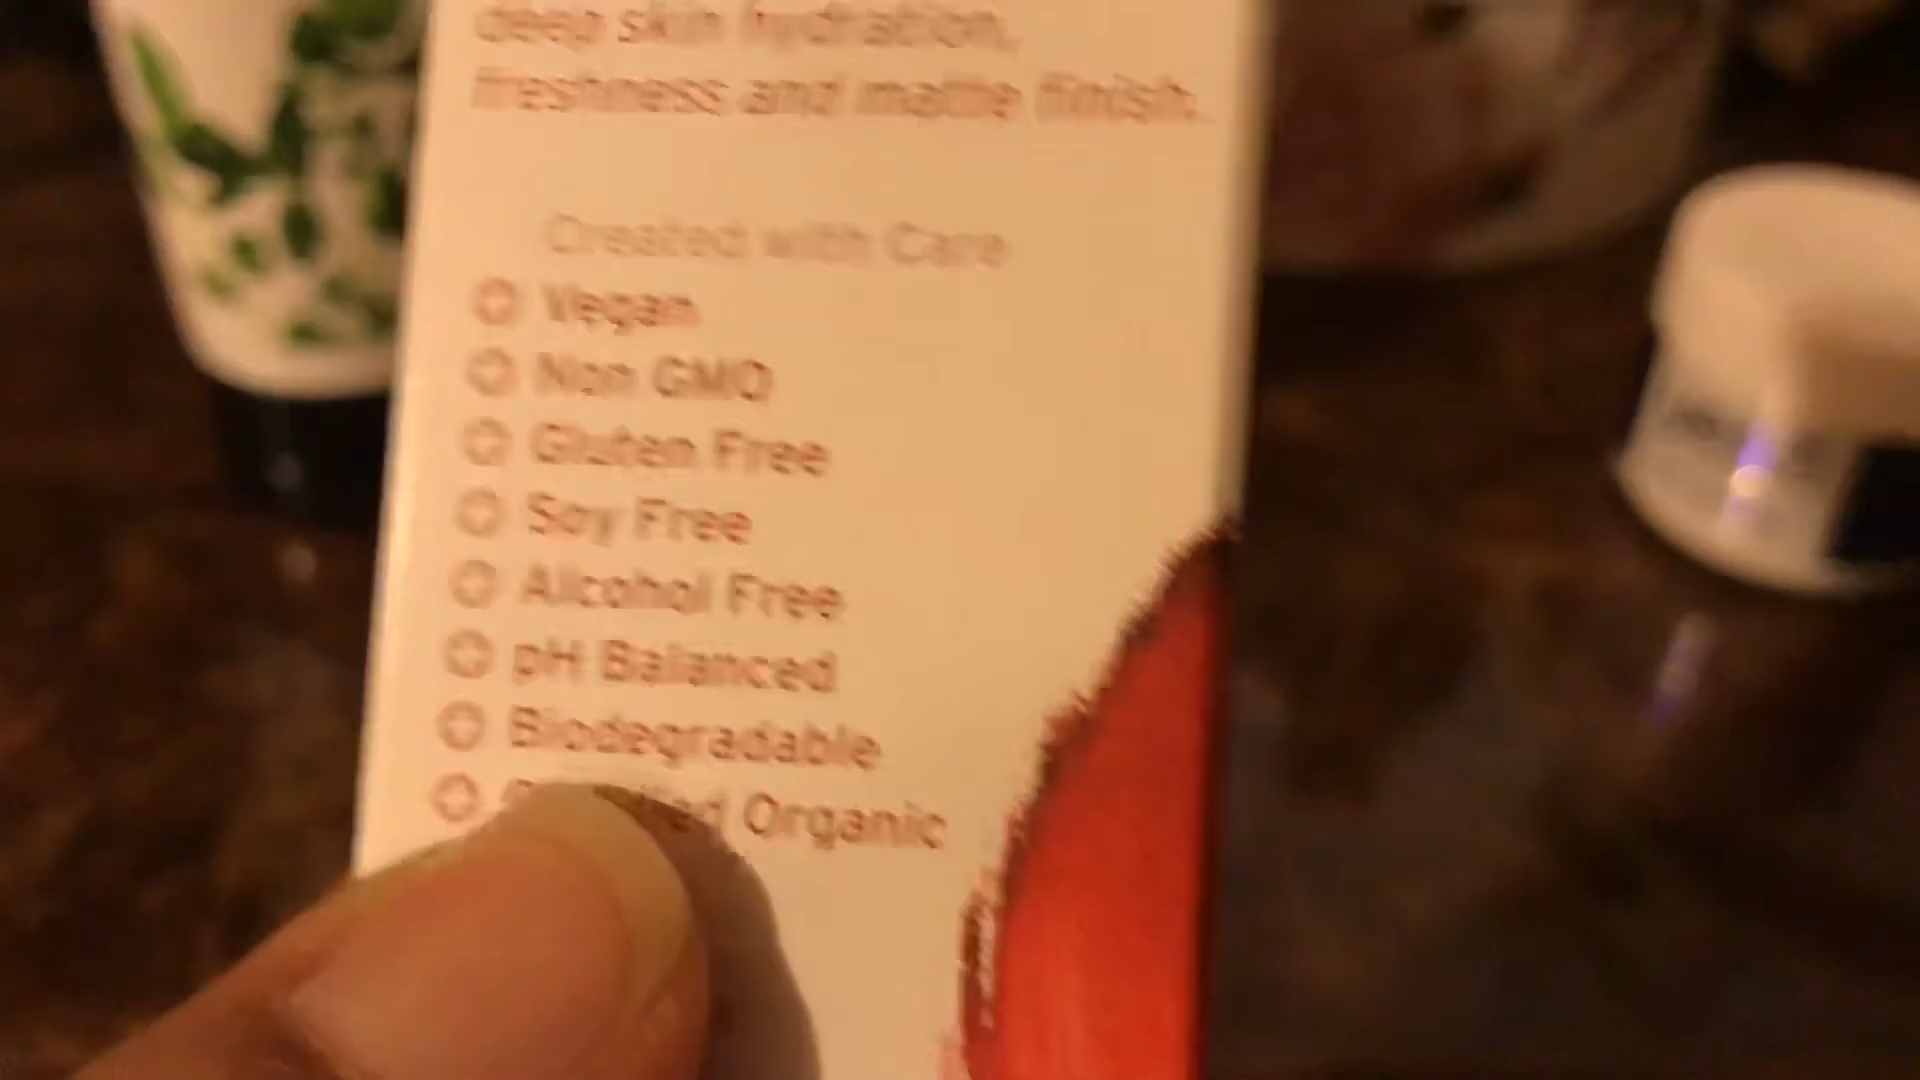 deep skin hydration,
freshness and matte finish.
Created with Care
Vegan
Non GMO
Gluten Free
Soy Free
Alcohol Free
pH Balanced
Biodegradable
Organic